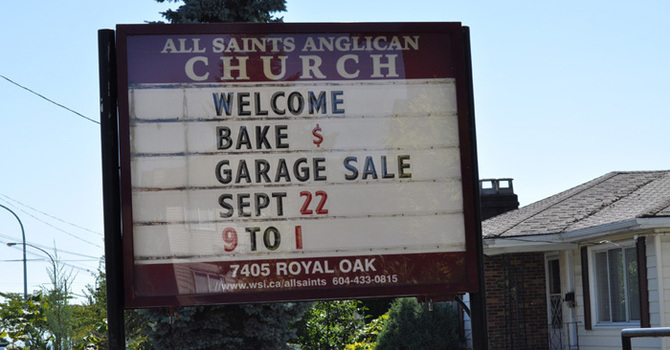 ALL SAINTS ANGLICAN
CHURCH
WELCOME
BAKE $
GARAGE SALE
SEPT 22
9 TO 1
7405 ROYAL OAK
www.wsi.ca/allsaints 604-433-0815